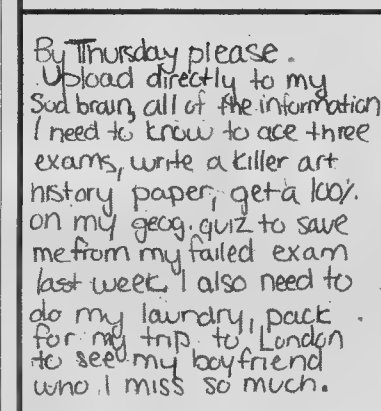 By Thursday please.
Upload directly to my
Sud brain, all of the information
I need to know to ace three
exams, write a killer art
history paper, get a 100%
on my geog. quiz to save
me from my failed exam
last week. I also need to
do my laundry, pack
for my trip to London
to see my boyfriend
who I miss so much.